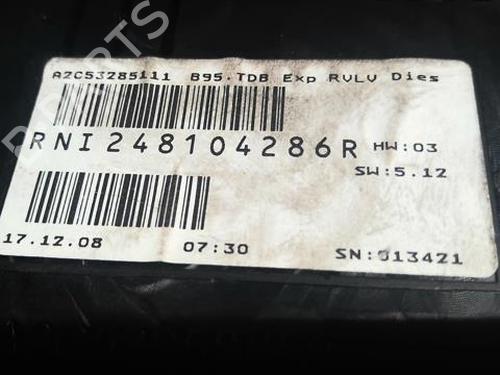 A2C53285111 B95.TDB Exp RVLV Dies
RNI248104286R HW:03
SW:5.12
17.12.08 07:30 SN:013421